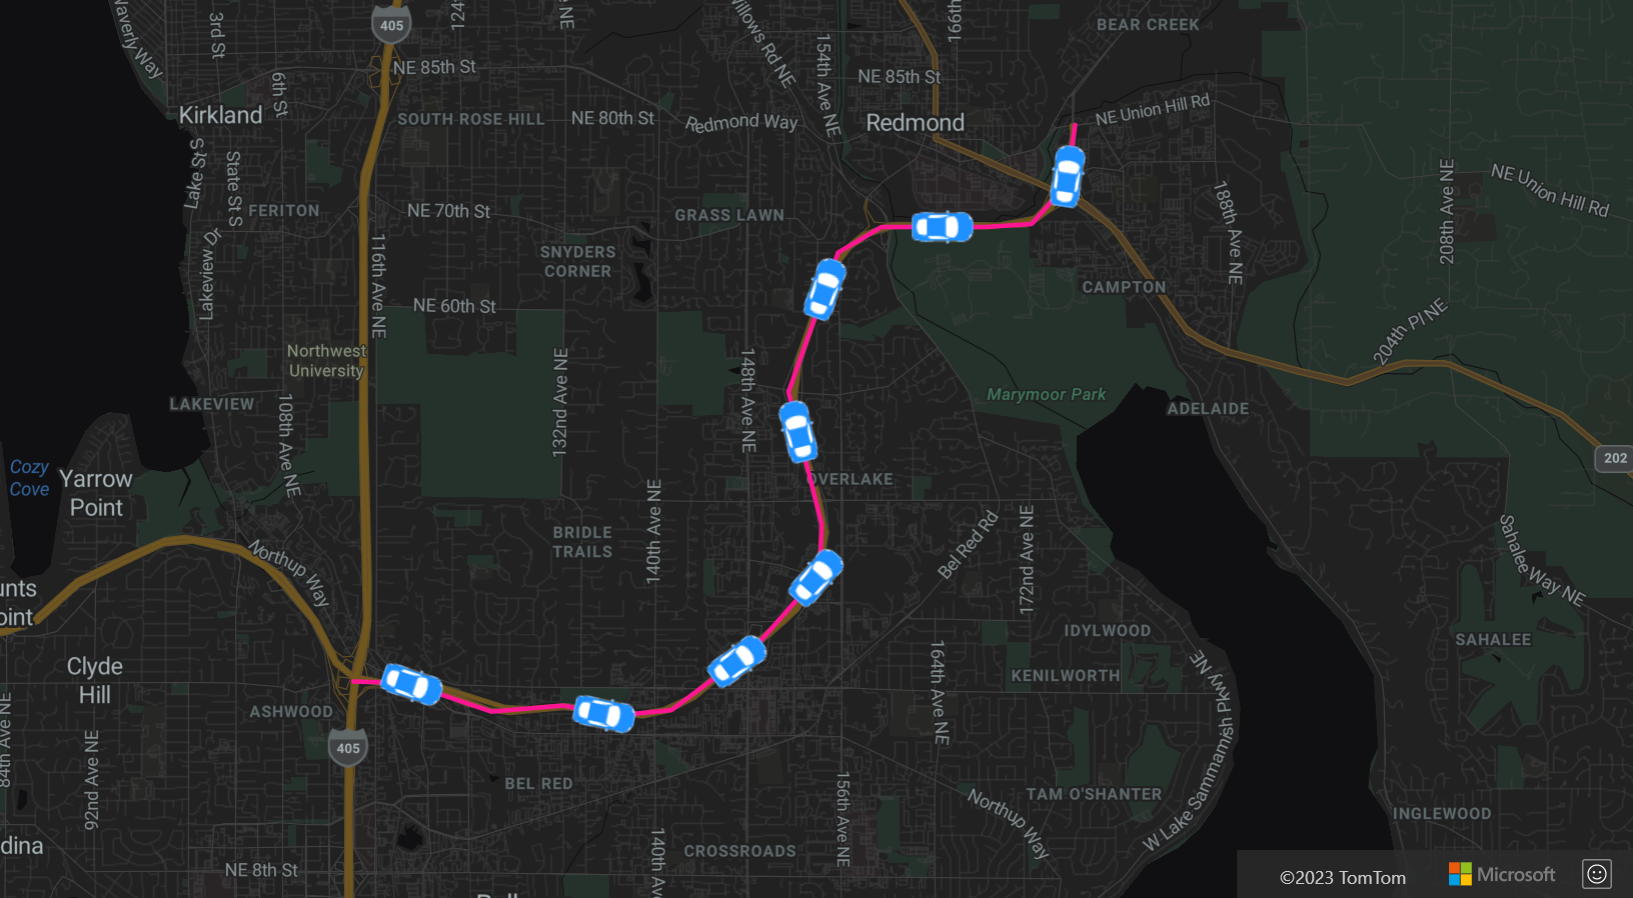 Waverly Way
3rd St
405
124
NE
Willows Rd NE
166th
BEAR CREEK
NE 85th St
6th St
154th Ave NE
NE 85th St
Kirkland
SOUTH ROSE HILL
NE 80th St
Redmond Way
Redmond
NE Union Hill Rd
Lake St S
State St S
FERITON
NE 70th St
GRASS LAWN
188th Ave NE
208th Ave NE
NE Union Hill Rd
Lakeview Dr
116th Ave NE
SNYDERS
CORNER
NE 60th St
CAMPTON
204th Pl NE
Northwest
University
132nd Ave NE
148th Ave NE
Marymoor Park
LAKEVIEW
108th Ave NE
ADELAIDE
Cozy
Cove
Yarrow
Point
OVERLAKE
202
BRIDLE
TRAILS
140th Ave NE
Bel Red Rd
172nd Ave NE
Sahalee Way NE
Northup Way
unts
oint
IDYLWOOD
SAHALEE
Clyde
Hill
164th Ave NE
KENILWORTH
ASHWOOD
84th Ave NE
92nd Ave NE
405
W Lake Sammamish Pkwy NE
BEL RED
156th Ave NE
Northup Way
TAM O'SHANTER
INGLEWOOD
dina
NE 8th St
140th Av
CROSSROADS
©2023 TomTom
Microsoft